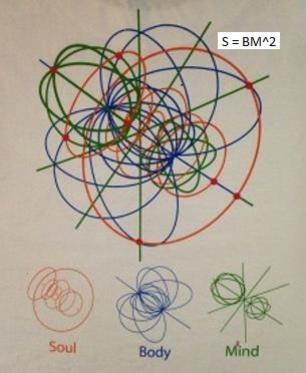 S = BM^2
Soul
Body
Mind